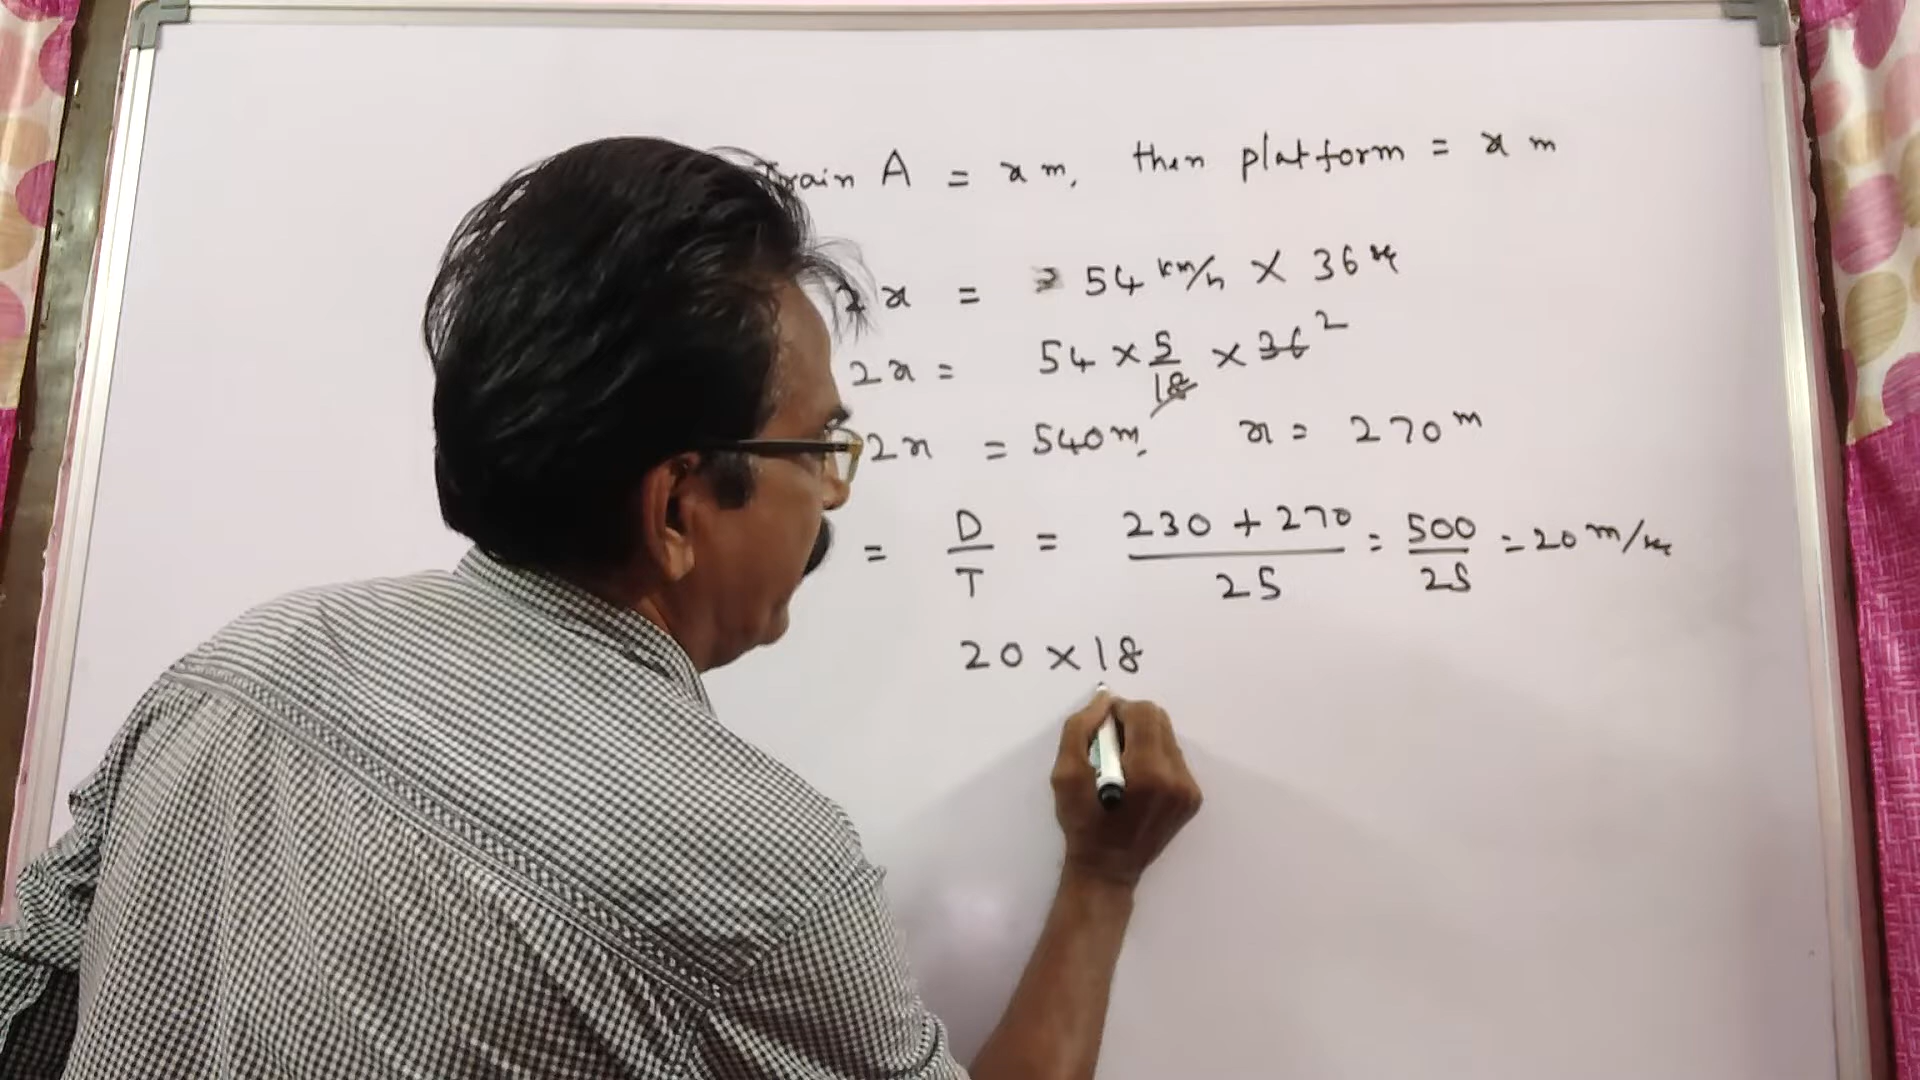 Train A = x m, then platform = x m
2x = 54 km/h × 36
2x = 54 × 5/18 × 36 2
2x = 540 m, x = 270 m
= D/T = 230 + 270/25 = 500/25 = 20 m/
20 × 18